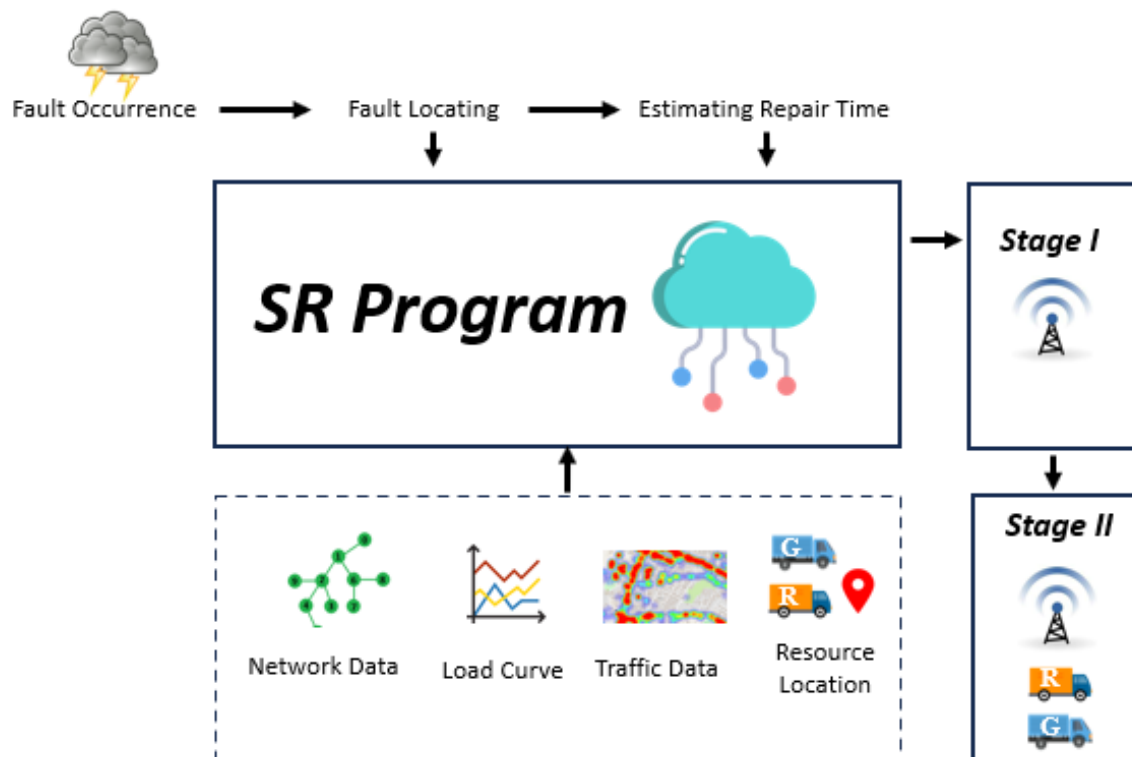 Fault Occurrence
Fault Locating
Estimating Repair Time
SR Program
Stage I
Stage II
G
R
Network Data
Load Curve
Traffic Data
Resource
Location
R
G